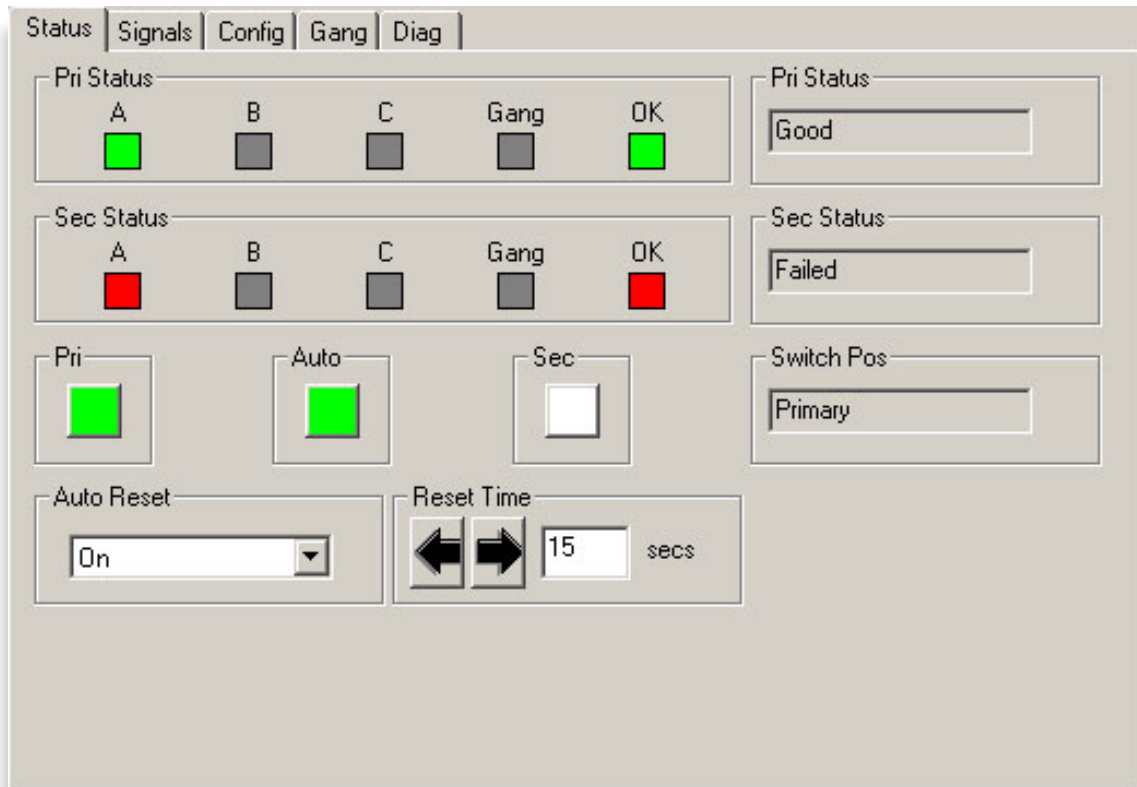 Status Signals Config Gang Diag
Pri Status
A B C Gang OK
Pri Status
Good
Sec Status
A B C Gang OK
Sec Status
Failed
Pri
Auto
Sec
Switch Pos
Primary
Auto Reset
On
Reset Time
15 secs